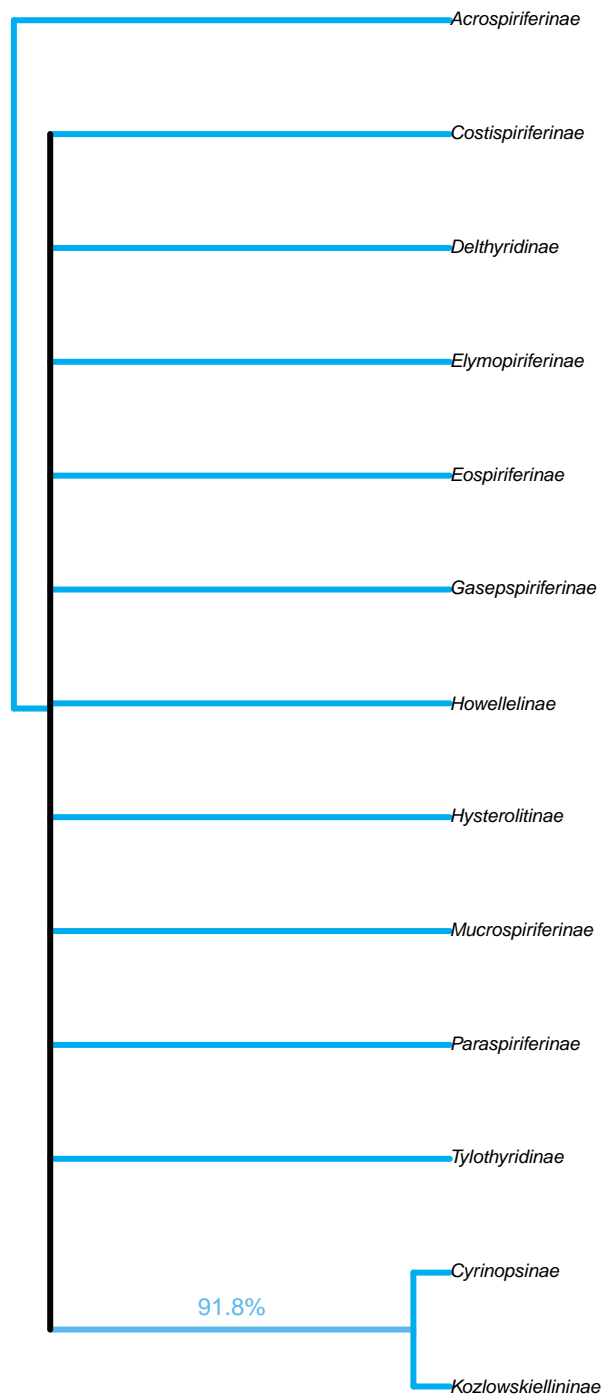 Acrospiriferinae
Costispiriferinae
Delthyridinae
Elymopiriferinae
Eospiriferinae
Gasepspiriferinae
Howellelinae
Hysterolitinae
Mucrospiriferinae
Paraspiriferinae
Tylothyridinae
Cyrinopsinae
91.8%
Kozlowskiellininae